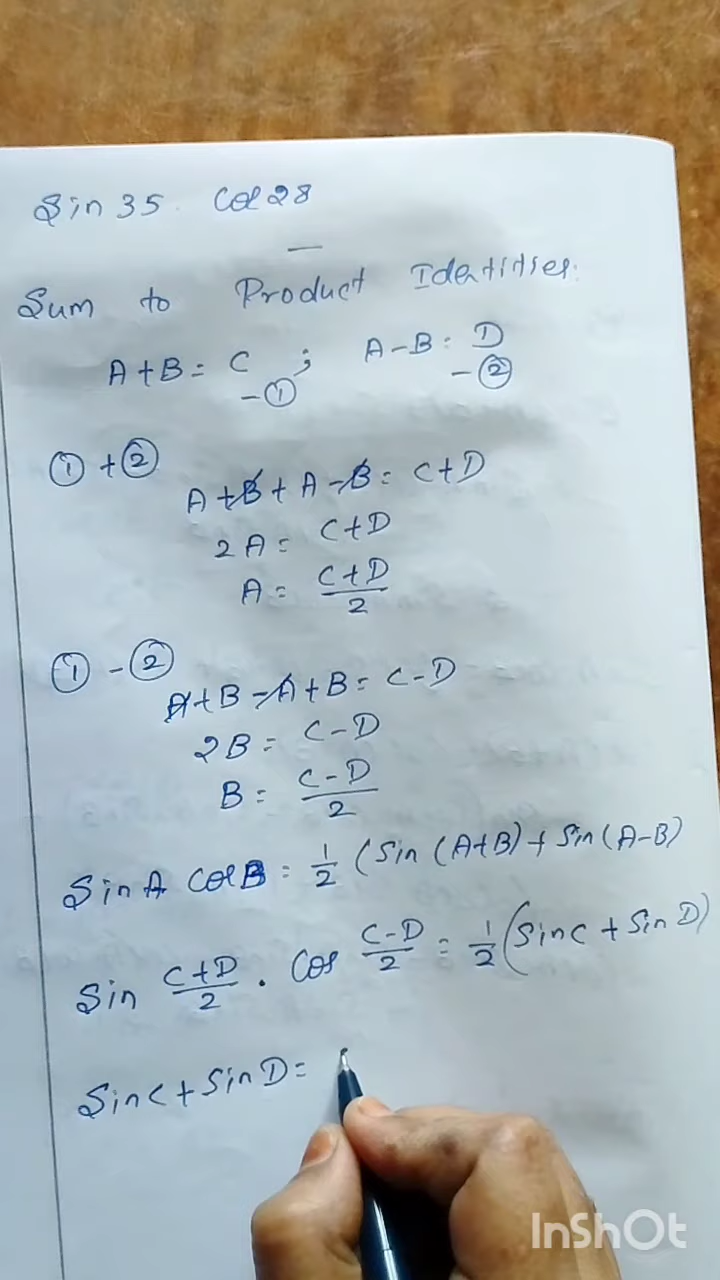 Sin 35 . Cos 28
Sum to Product Identities:
A+B = C -① ; A-B = D -②
① + ②
A+B + A-B = C+D
2A = C+D
A = C+D/2
① - ②
A+B-A+B = C-D
2B = C-D
B = C-D/2
Sin A Cos B = 1/2 (Sin (A+B) + Sin (A-B)
Sin C+D/2 . Cos C-D/2 = 1/2 (Sin C + Sin D)
Sin C + Sin D =
InShOt